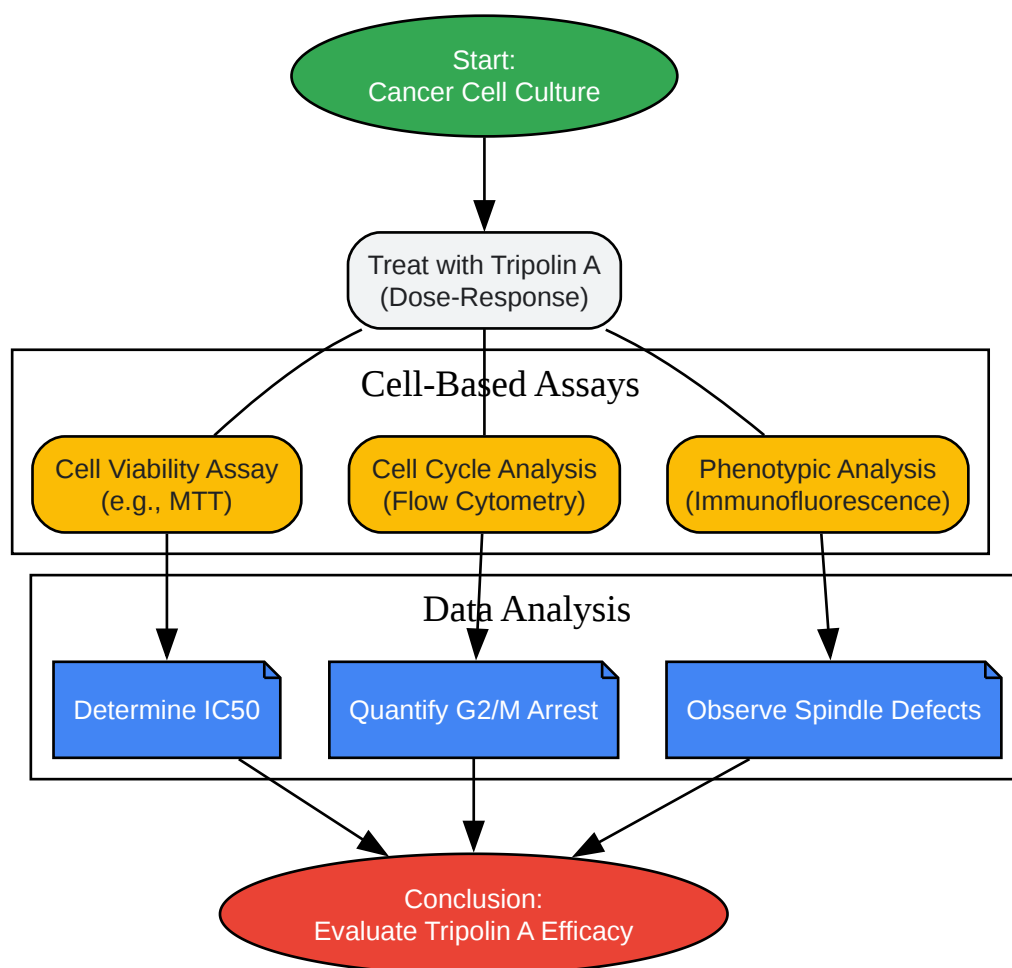 Start:
Cancer Cell Culture
Treat with Tripolin A
(Dose-Response)
Cell-Based Assays
Cell Viability Assay
(e.g., MTT)
Cell Cycle Analysis
(Flow Cytometry)
Phenotypic Analysis
(Immunofluorescence)
Data Analysis
Determine IC50
Quantify G2/M Arrest
Observe Spindle Defects
Conclusion:
Evaluate Tripolin A Efficacy